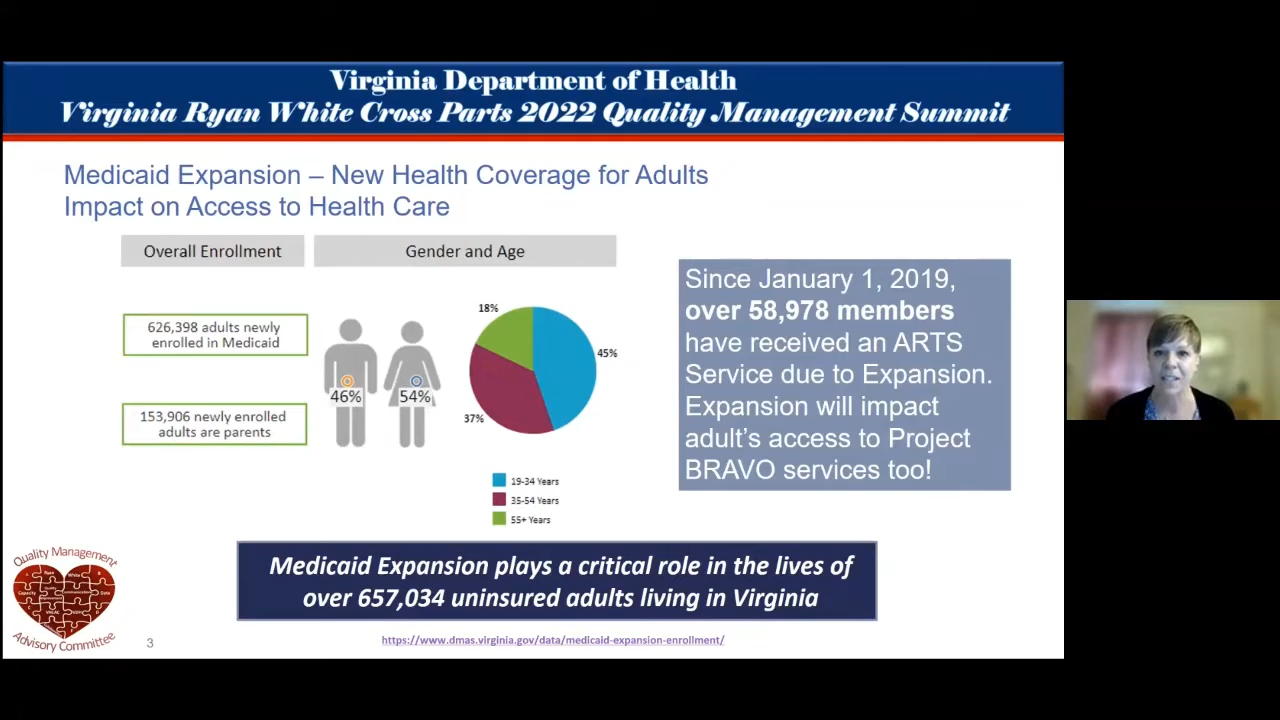 Virginia Department of Health
Virginia Ryan White Cross Parts 2022 Quality Management Summit
Medicaid Expansion – New Health Coverage for Adults
Impact on Access to Health Care
Overall Enrollment
Gender and Age
626,398 adults newly
enrolled in Medicaid
153,906 newly enrolled
adults are parents
46%
54%
18%
45%
37%
19-34 Years
35-54 Years
55+ Years
Since January 1, 2019,
over 58,978 members
have received an ARTS
Service due to Expansion.
Expansion will impact
adult’s access to Project
BRAVO services too!
Medicaid Expansion plays a critical role in the lives of
over 657,034 uninsured adults living in Virginia
https://www.dmas.virginia.gov/data/medicaid-expansion-enrollment/
Quality Management
Ryan
White
Capacity
Data
Advisory Committee
3